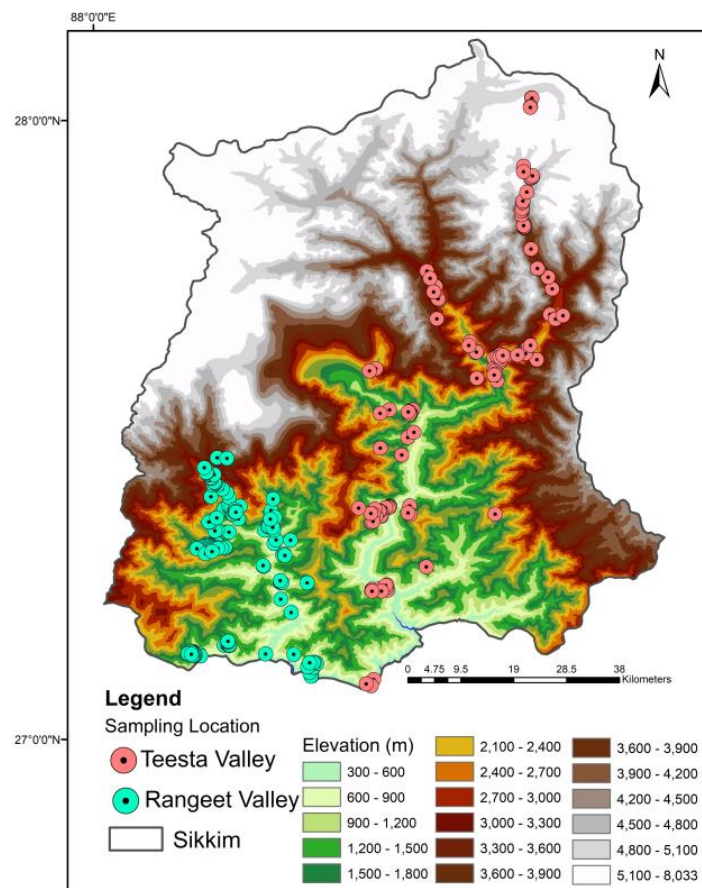 88°0'0"E
N
28°0'0"N
0 4.75 9.5 19 28.5 38
Kilometers
27°0'0"N
Legend
Sampling Location
Teesta Valley
Rangeet Valley
Sikkim
Elevation (m)
300 - 600
600 - 900
900 - 1,200
1,200 - 1,500
1,500 - 1,800
2,100 - 2,400
2,400 - 2,700
2,700 - 3,000
3,000 - 3,300
3,300 - 3,600
3,600 - 3,900
3,600 - 3,900
3,900 - 4,200
4,200 - 4,500
4,500 - 4,800
4,800 - 5,100
5,100 - 8,033